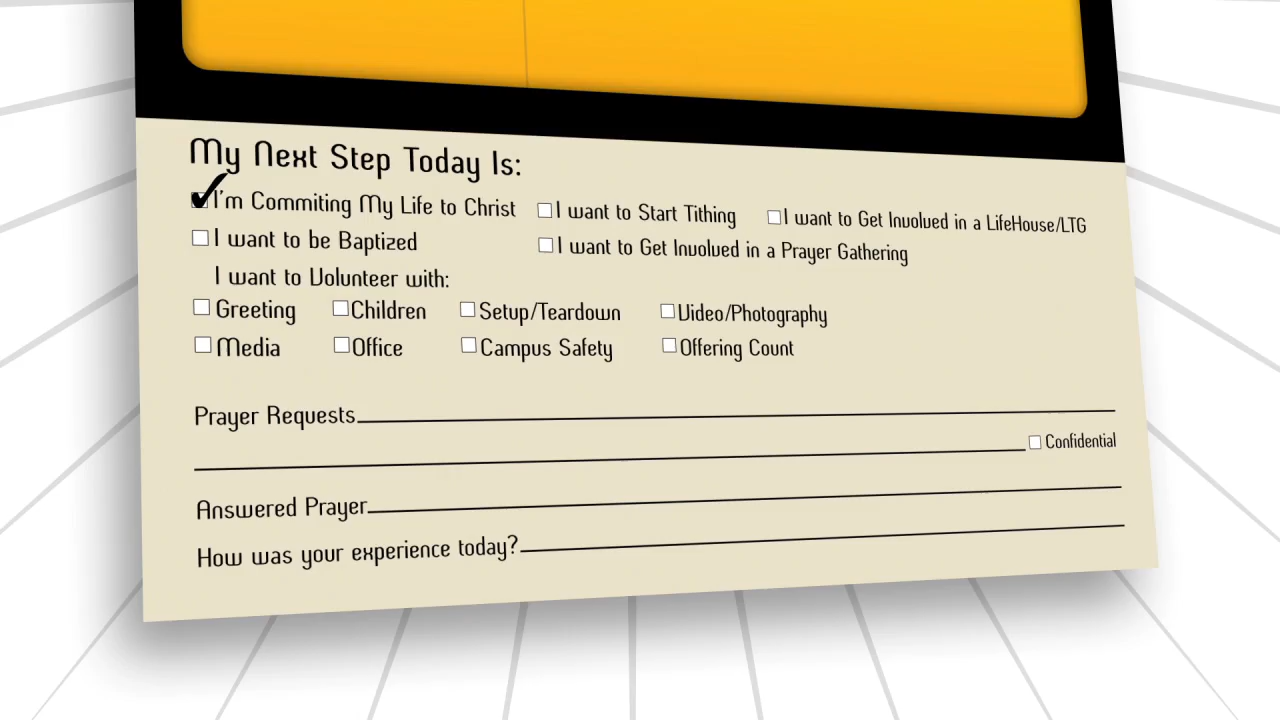 My Next Step Today Is:
I'm Commiting My Life to Christ I want to Start Tithing I want to Get Involved in a LifeHouse/LTG
I want to be Baptized I want to Get Involved in a Prayer Gathering
I want to Volunteer with:
Greeting Children Setup/Teardown Video/Photography
Media Office Campus Safety Offering Count
Prayer Requests
Confidential
Answered Prayer
How was your experience today?